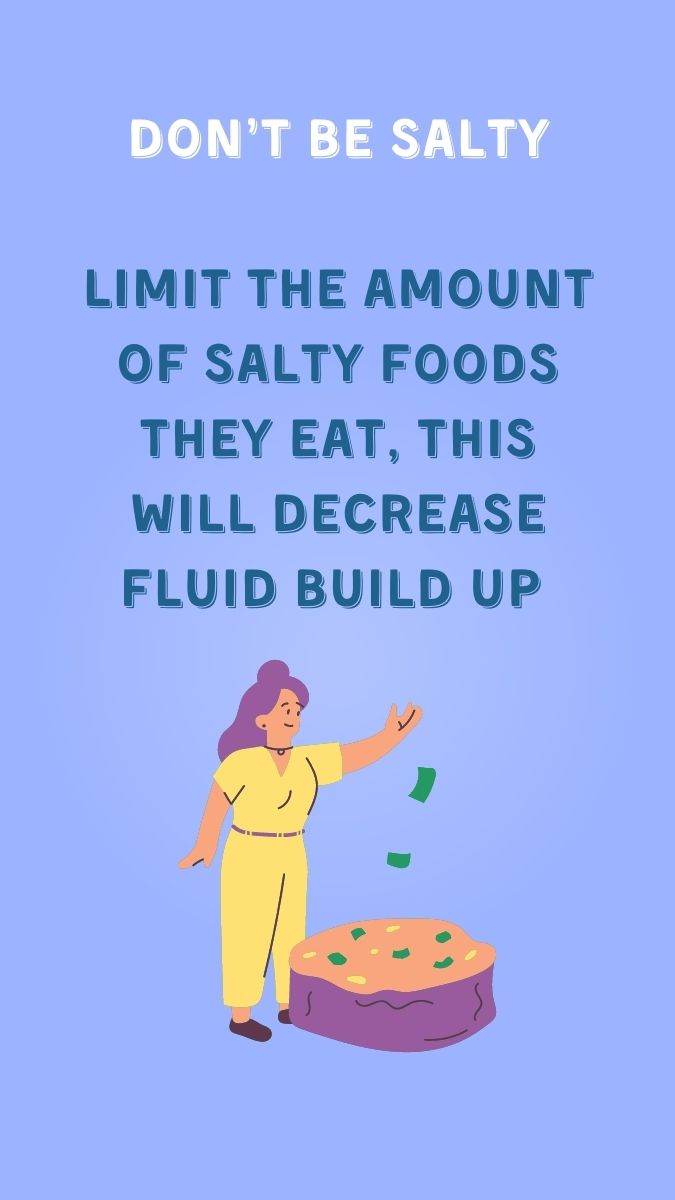 DON'T BE SALTY
LIMIT THE AMOUNT
OF SALTY FOODS
THEY EAT, THIS
WILL DECREASE
FLUID BUILD UP